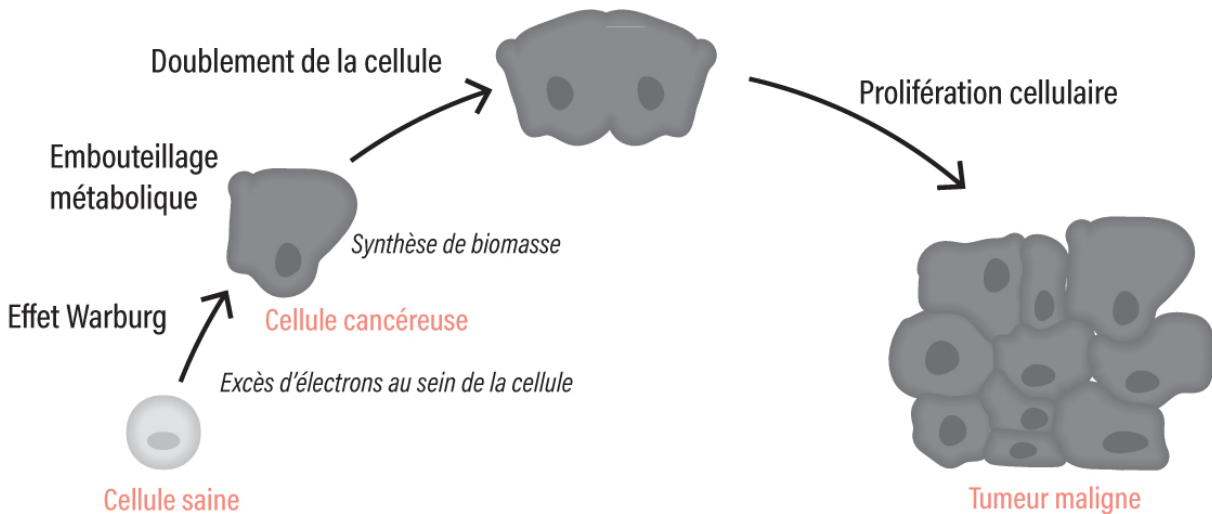 Doublement de la cellule
Prolifération cellulaire
Embouteillage
métabolique
Synthèse de biomasse
Effet Warburg
Cellule cancéreuse
Excès d'électrons au sein de la cellule
Cellule saine
Tumeur maligne